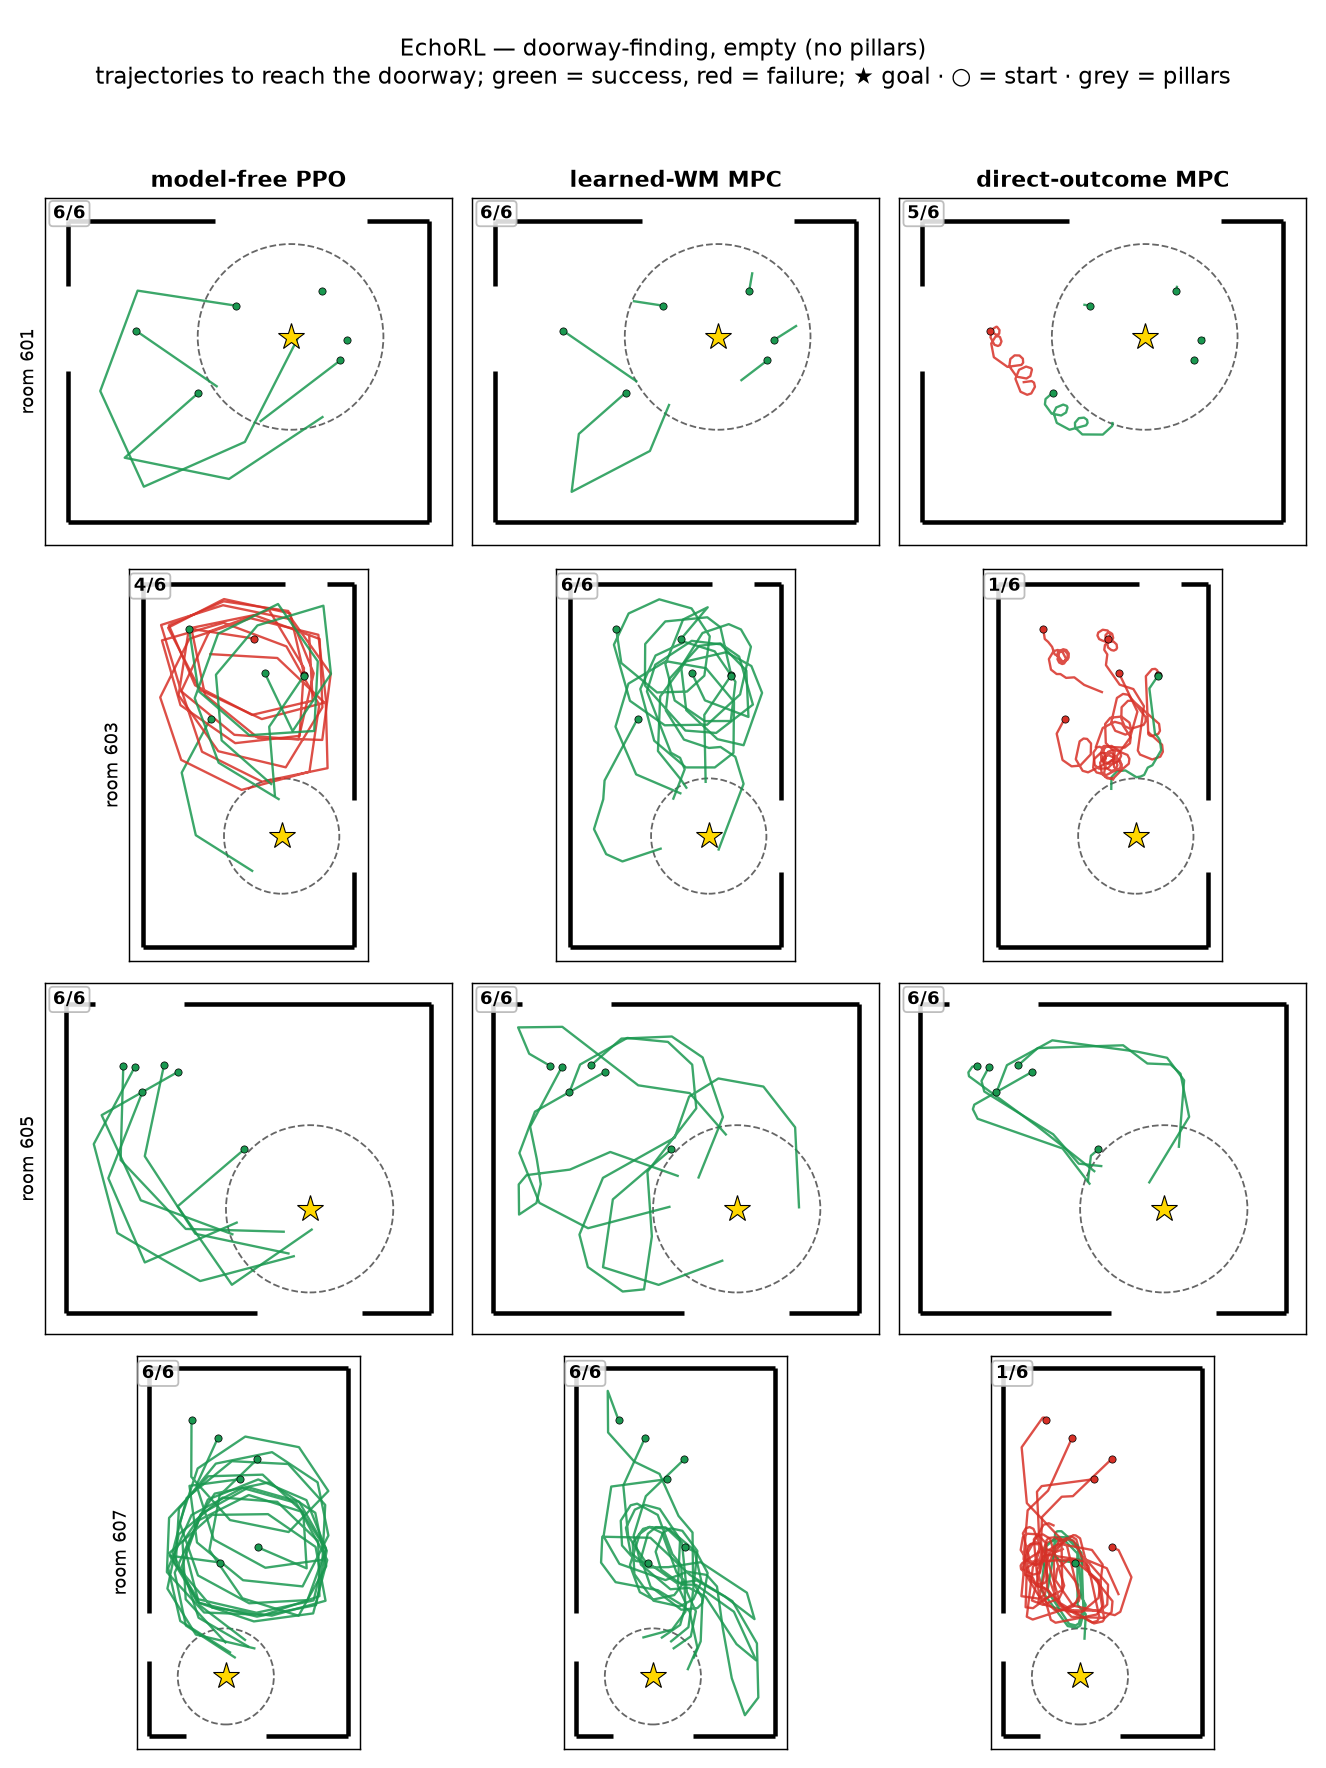 EchoRL — doorway-finding, empty (no pillars)
trajectories to reach the doorway; green = success, red = failure; ★ goal · ○ = start · grey = pillars
model-free PPO
learned-WM MPC
direct-outcome MPC
room 601
6/6
6/6
5/6
room 603
4/6
6/6
1/6
room 605
6/6
6/6
6/6
room 607
6/6
6/6
1/6